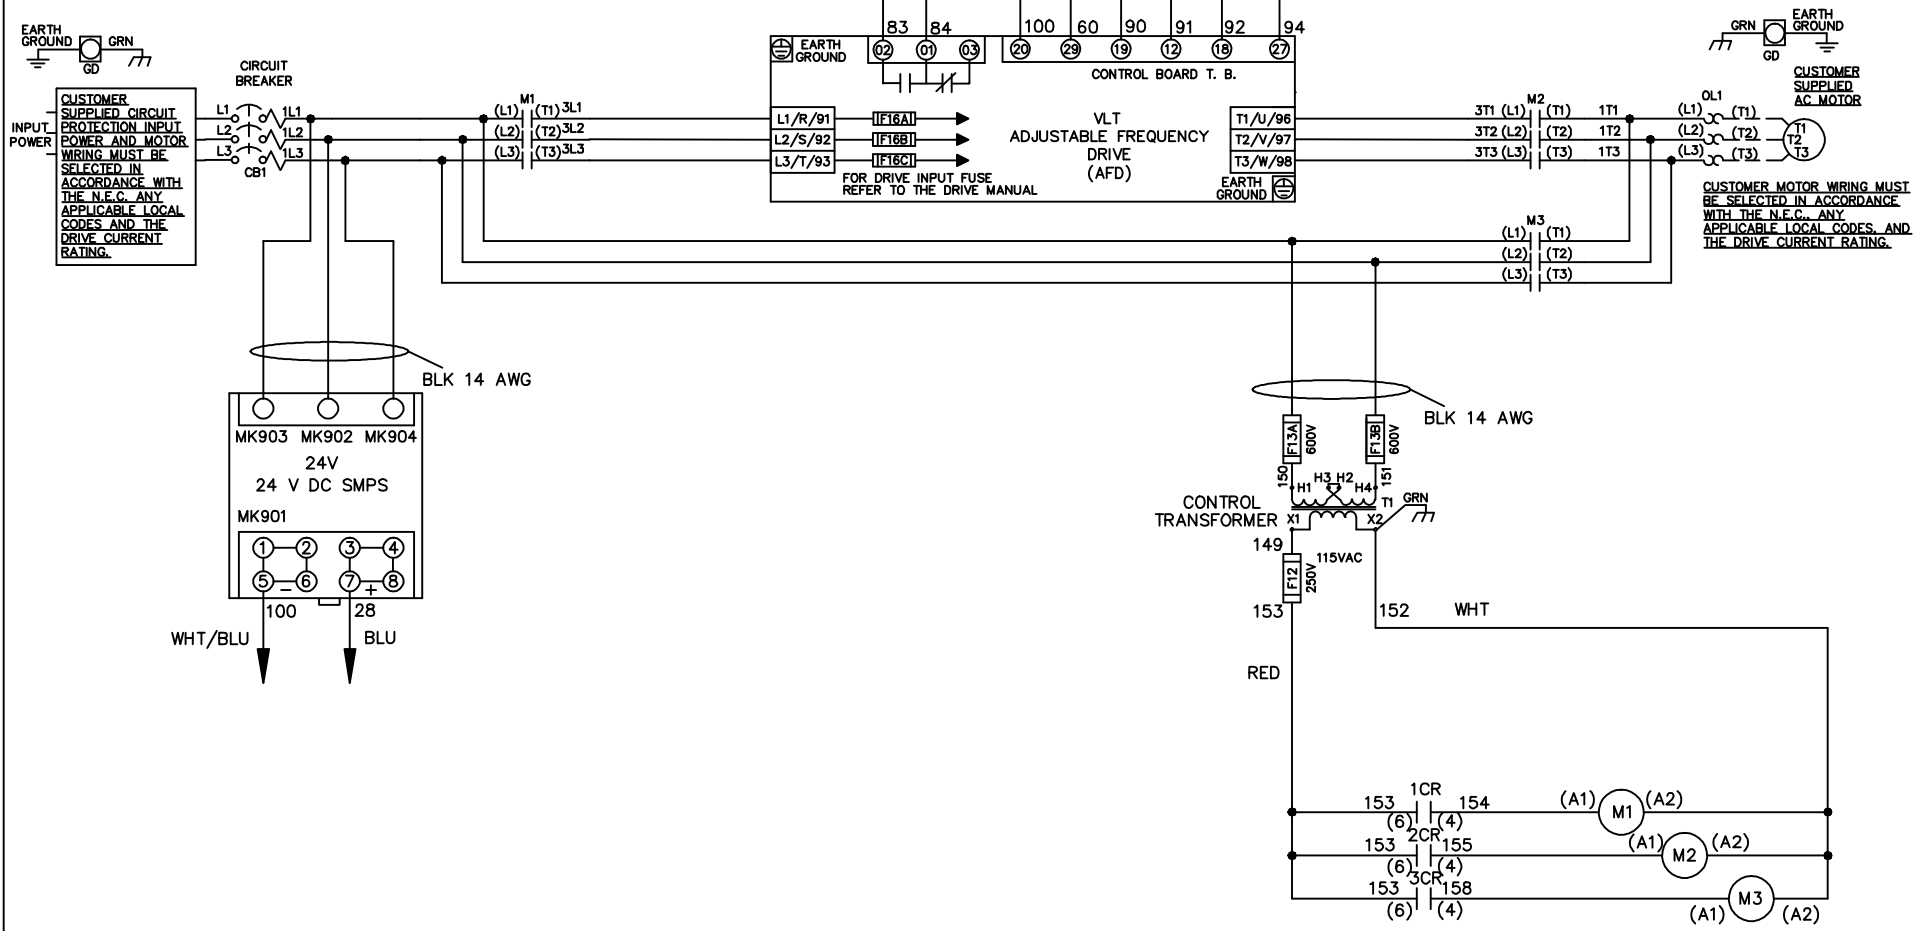 83 84 100 60 90 91 92 94
EARTH
GROUND GRN
GD
CIRCUIT
BREAKER
EARTH
GROUND
02 01 03
20 29 19 12 18 27
CONTROL BOARD T. B.
GRN EARTH
GROUND
GD
CUSTOMER
SUPPLIED
AC MOTOR
INPUT
POWER
CUSTOMER
SUPPLIED CIRCUIT
PROTECTION INPUT
POWER AND MOTOR
WIRING MUST BE
SELECTED IN
ACCORDANCE WITH
THE N.E.C. ANY
APPLICABLE LOCAL
CODES AND THE
DRIVE CURRENT
RATING.
L1 1L1
L2 1L2
L3 1L3
CB1
M1
(L1) (T1) 3L1
(L2) (T2) 3L2
(L3) (T3) 3L3
L1/R/91 F16A
L2/S/92 F16B
L3/T/93 F16C
FOR DRIVE INPUT FUSE
REFER TO THE DRIVE MANUAL
VLT
ADJUSTABLE FREQUENCY
DRIVE
(AFD)
T1/U/96
T2/V/97
T3/W/98
EARTH
GROUND
M2
3T1 (L1) (T1) 1T1
3T2 (L2) (T2) 1T2
3T3 (L3) (T3) 1T3
OL1
(L1) (T1)
(L2) (T2)
(L3) (T3)
T1
T2
T3
CUSTOMER MOTOR WIRING MUST
BE SELECTED IN ACCORDANCE
WITH THE N.E.C., ANY
APPLICABLE LOCAL CODES, AND
THE DRIVE CURRENT RATING.
M3
(L1) (T1)
(L2) (T2)
(L3) (T3)
BLK 14 AWG
MK903 MK902 MK904
24V
24 V DC SMPS
MK901
1 2 3 4
5 – 6 7 + 8
100 28
WHT/BLU BLU
BLK 14 AWG
F13A 600V F13B 600V
150 151
H1 H3 H2 H4
CONTROL
TRANSFORMER
T1 GRN
X1 X2
149
F12 250V
115VAC
153 152 WHT
RED
1CR
153 154 (A1) M1 (A2)
(6) (4)
2CR
153 155 (A1) M2 (A2)
(6) (4)
3CR
153 158 M3
(6) (4) (A1) (A2)